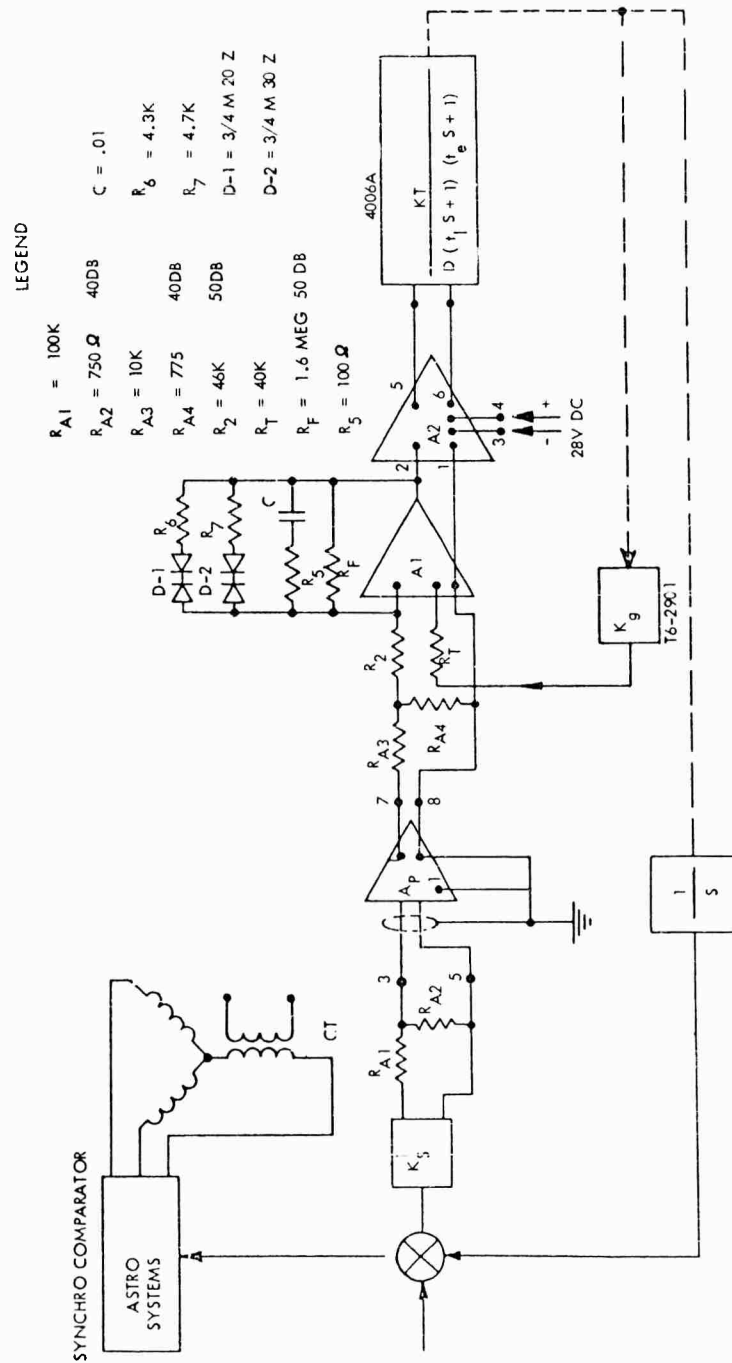 LEGEND
R_A1 = 100K
R_A2 = 750 Ω 40DB
R_A3 = 10K
R_A4 = 775 40DB
R_2 = 46K 50DB
R_T = 40K
R_F = 1.6 MEG 50 DB
R_5 = 100 Ω
C = .01
R_6 = 4.3K
R_7 = 4.7K
D-1 = 3/4 M 20 Z
D-2 = 3/4 M 30 Z
SYNCHRO COMPARATOR
ASTRO
SYSTEMS
C.T
K_S
R_A1
R_A2
3
5
A_P
1
7
8
R_A3
R_A4
R_2
R_T
A1
D-1
R_6
D-2
R_7
R_5
C
R_F
2
1
A2
5
6
3
4
-
+
28V DC
4006A
KT
D (t_l S + 1) (t_e S + 1)
K_g
T6-2901
1
S